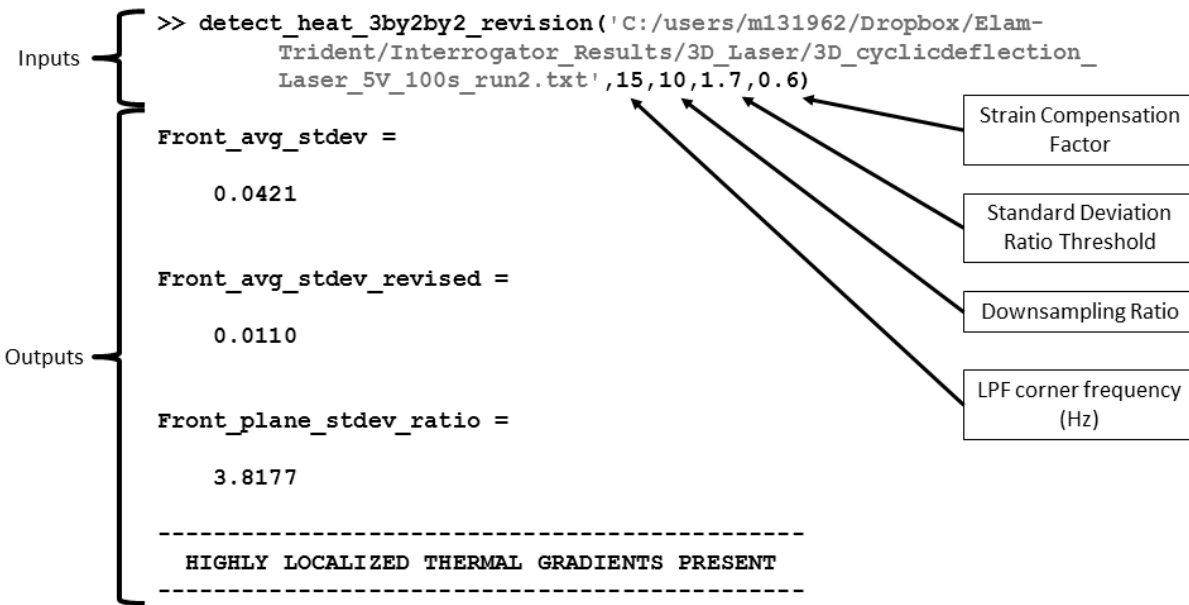 Inputs
>> detect_heat_3by2by2_revision('C:/users/m131962/Dropbox/Elam-
Trident/Interrogator_Results/3D_Laser/3D_cyclicdeflection_
Laser_5V_100s_run2.txt',15,10,1.7,0.6)
Strain Compensation
Factor
Standard Deviation
Ratio Threshold
Downsampling Ratio
LPF corner frequency
(Hz)
Outputs
Front_avg_stdev =
0.0421
Front_avg_stdev_revised =
0.0110
Front_plane_stdev_ratio =
3.8177
-----------------------------------------------
HIGHLY LOCALIZED THERMAL GRADIENTS PRESENT
-----------------------------------------------